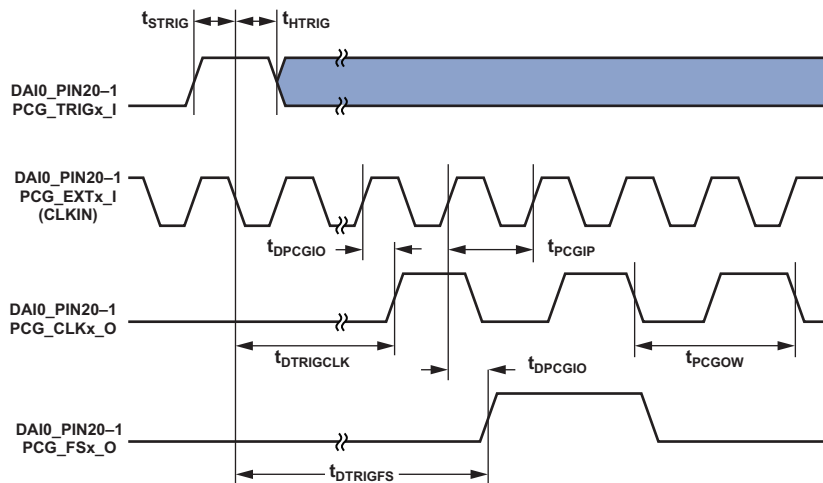 tSTRIG
tHTRIG
DAI0_PIN20–1
PCG_TRIGx_I
DAI0_PIN20–1
PCG_EXTx_I
(CLKIN)
tDPCGIO
tPCGIP
DAI0_PIN20–1
PCG_CLKx_O
tDTRIGCLK
tDPCGIO
tPCGOW
DAI0_PIN20–1
PCG_FSx_O
tDTRIGFS